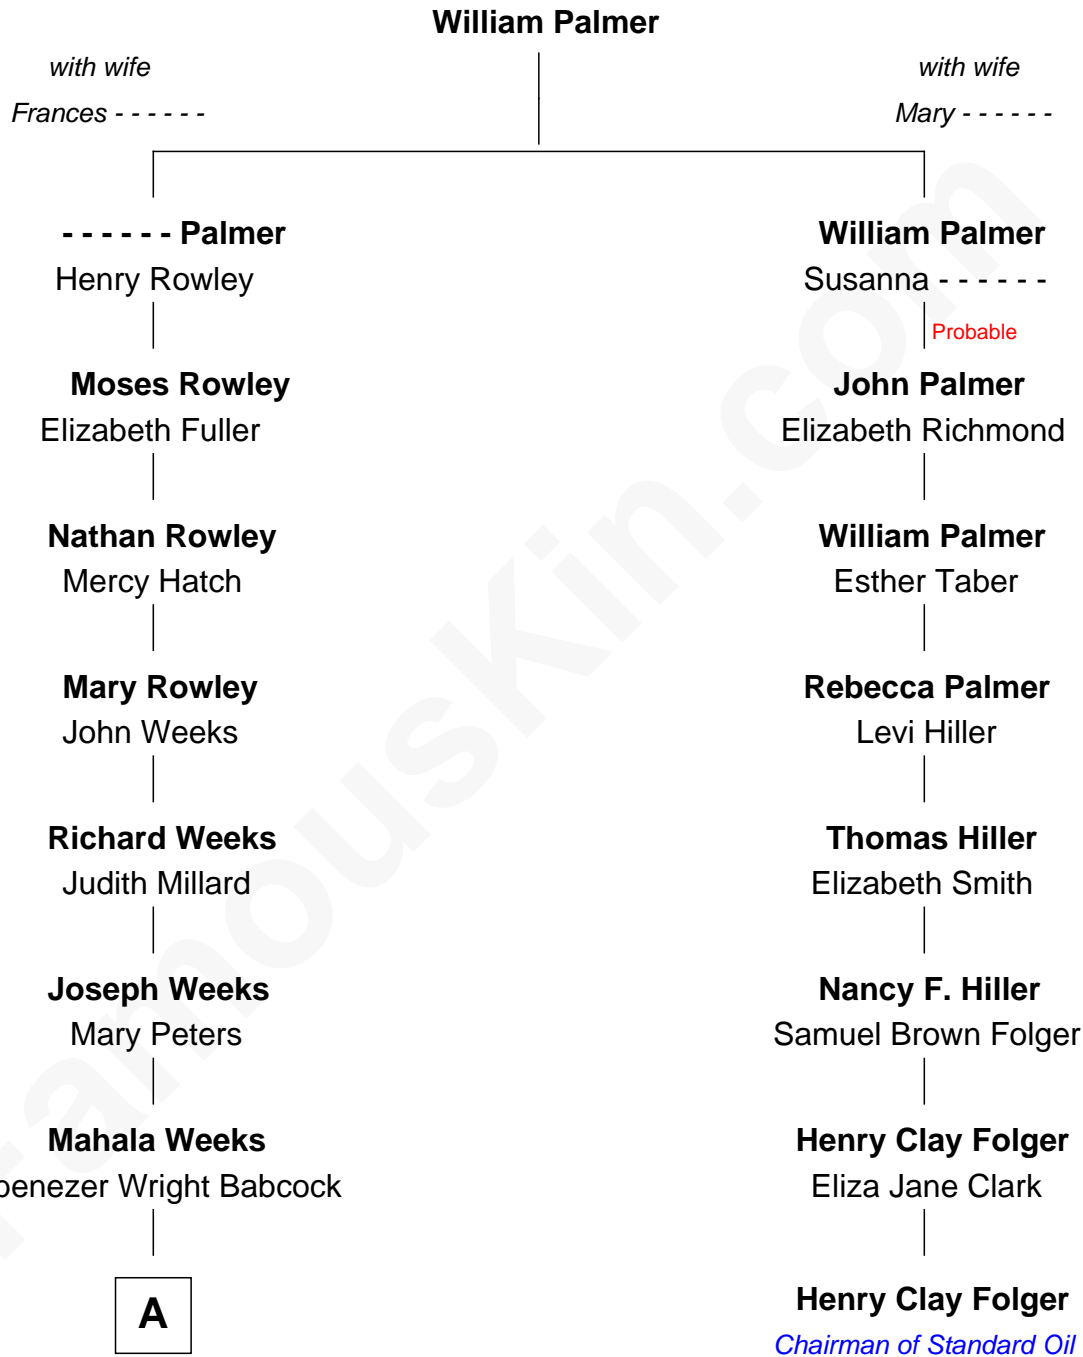 William Palmer
with wife
Frances - - - - - -
with wife
Mary - - - - - -
- - - - - - Palmer
Henry Rowley
Moses Rowley
Elizabeth Fuller
Nathan Rowley
Mercy Hatch
Mary Rowley
John Weeks
Richard Weeks
Judith Millard
Joseph Weeks
Mary Peters
Mahala Weeks
benezer Wright Babcock
A
William Palmer
Susanna - - - - - -
Probable
John Palmer
Elizabeth Richmond
William Palmer
Esther Taber
Rebecca Palmer
Levi Hiller
Thomas Hiller
Elizabeth Smith
Nancy F. Hiller
Samuel Brown Folger
Henry Clay Folger
Eliza Jane Clark
Henry Clay Folger
Chairman of Standard Oil
FamousKin.com